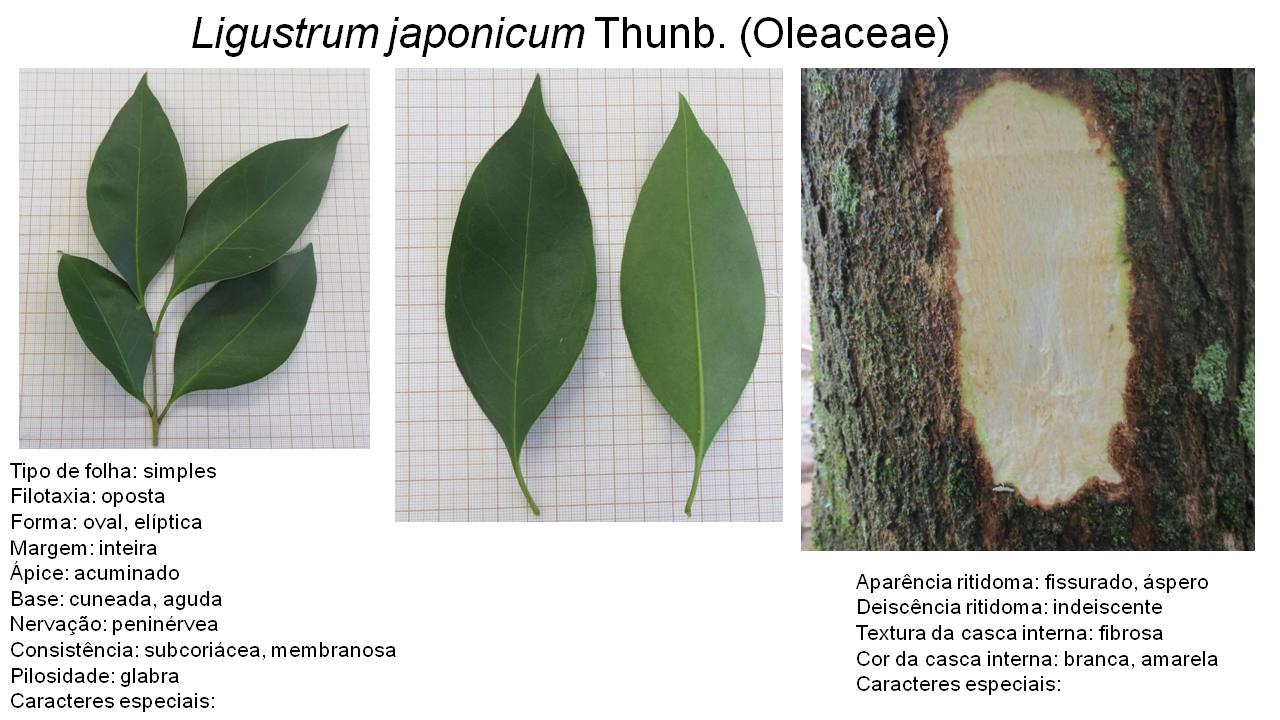 Ligustrum japonicum Thunb. (Oleaceae)
Tipo de folha: simples
Filotaxia: oposta
Forma: oval, elíptica
Margem: inteira
Ápice: acuminado
Base: cuneada, aguda
Nervação: peninérvea
Consistência: subcoriácea, membranosa
Pilosidade: glabra
Caracteres especiais:
Aparência ritidoma: fissurado, áspero
Deiscência ritidoma: indeiscente
Textura da casca interna: fibrosa
Cor da casca interna: branca, amarela
Caracteres especiais: